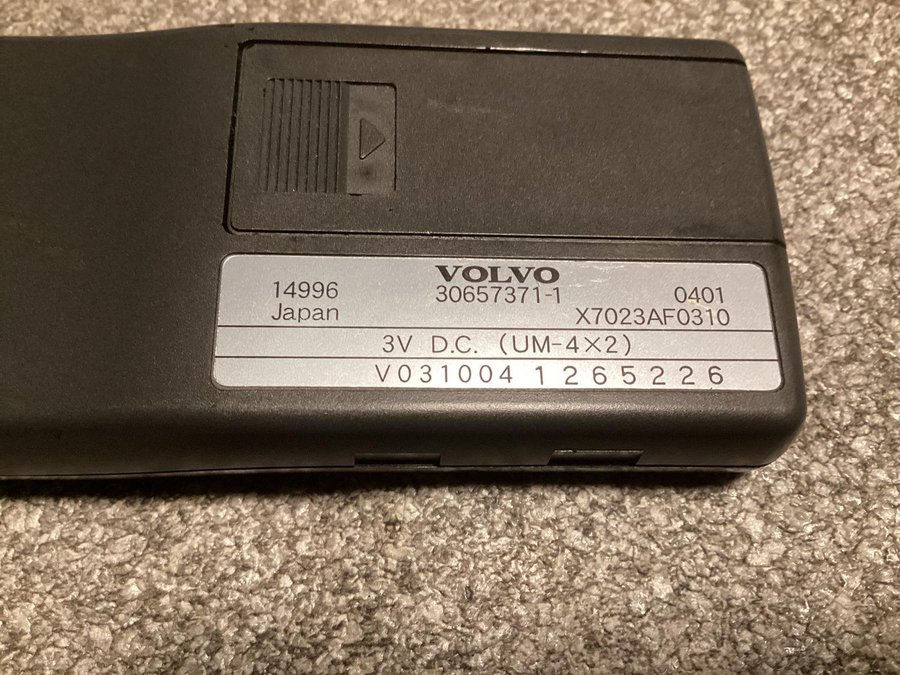 VOLVO
14996 30657371-1 0401
Japan X7023AF0310
3V D.C. (UM-4×2)
V031004 1265226